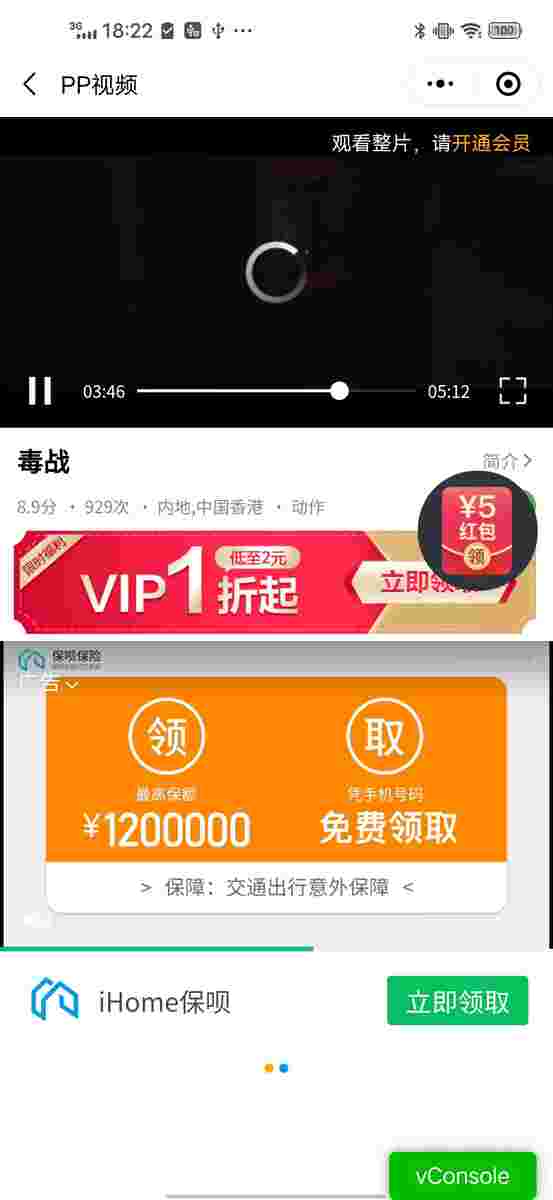 3G 18:22 100
PP视频
观看整片，请开通会员
03:46 05:12
毒战
简介
8.9分 · 929次 · 内地,中国香港 · 动作
¥5
红包
领
限时福利
VIP1折起
低至2元
立即领取
保呗保险
广告
领 取
最高保额 凭手机号码
¥1200000 免费领取
> 保障：交通出行意外保障 <
iHome保呗
立即领取
vConsole